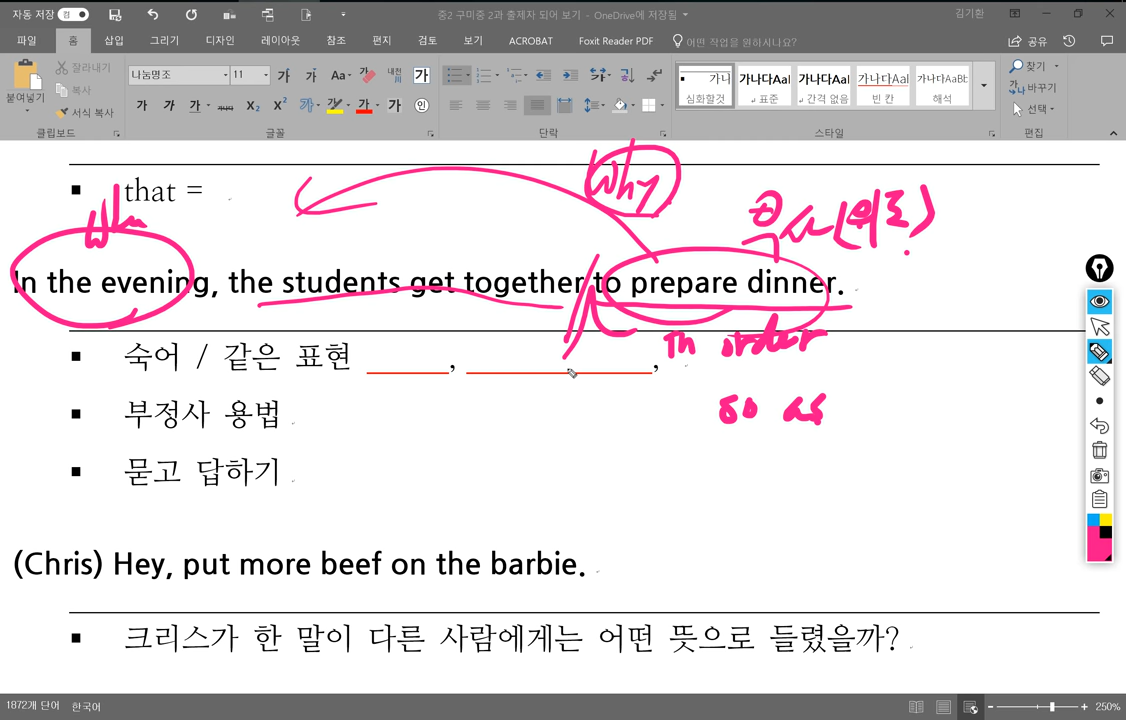 자동 저장 켬
중2 구미중 2과 출제자 되어 보기 - OneDrive에 저장됨
김기환
파일 홈 삽입 그리기 디자인 레이아웃 참조 편지 검토 보기 ACROBAT Foxit Reader PDF 어떤 작업을 원하시나요? 공유
붙여넣기 잘라내기 복사 서식 복사
나눔명조 11
가나 가나다AaI 가나다AaI 가나다AaI 가나다AaBb
심화할것 표준 간격 없음 빈 칸 해석
찾기 바꾸기 선택
클립보드 글꼴 단락 스타일 편집
that =
why
In the evening, the students get together to prepare dinner.
in order
숙어 / 같은 표현 , ,
so as
부정사 용법
묻고 답하기
(Chris) Hey, put more beef on the barbie.
크리스가 한 말이 다른 사람에게는 어떤 뜻으로 들렸을까?
1872개 단어 한국어 250%